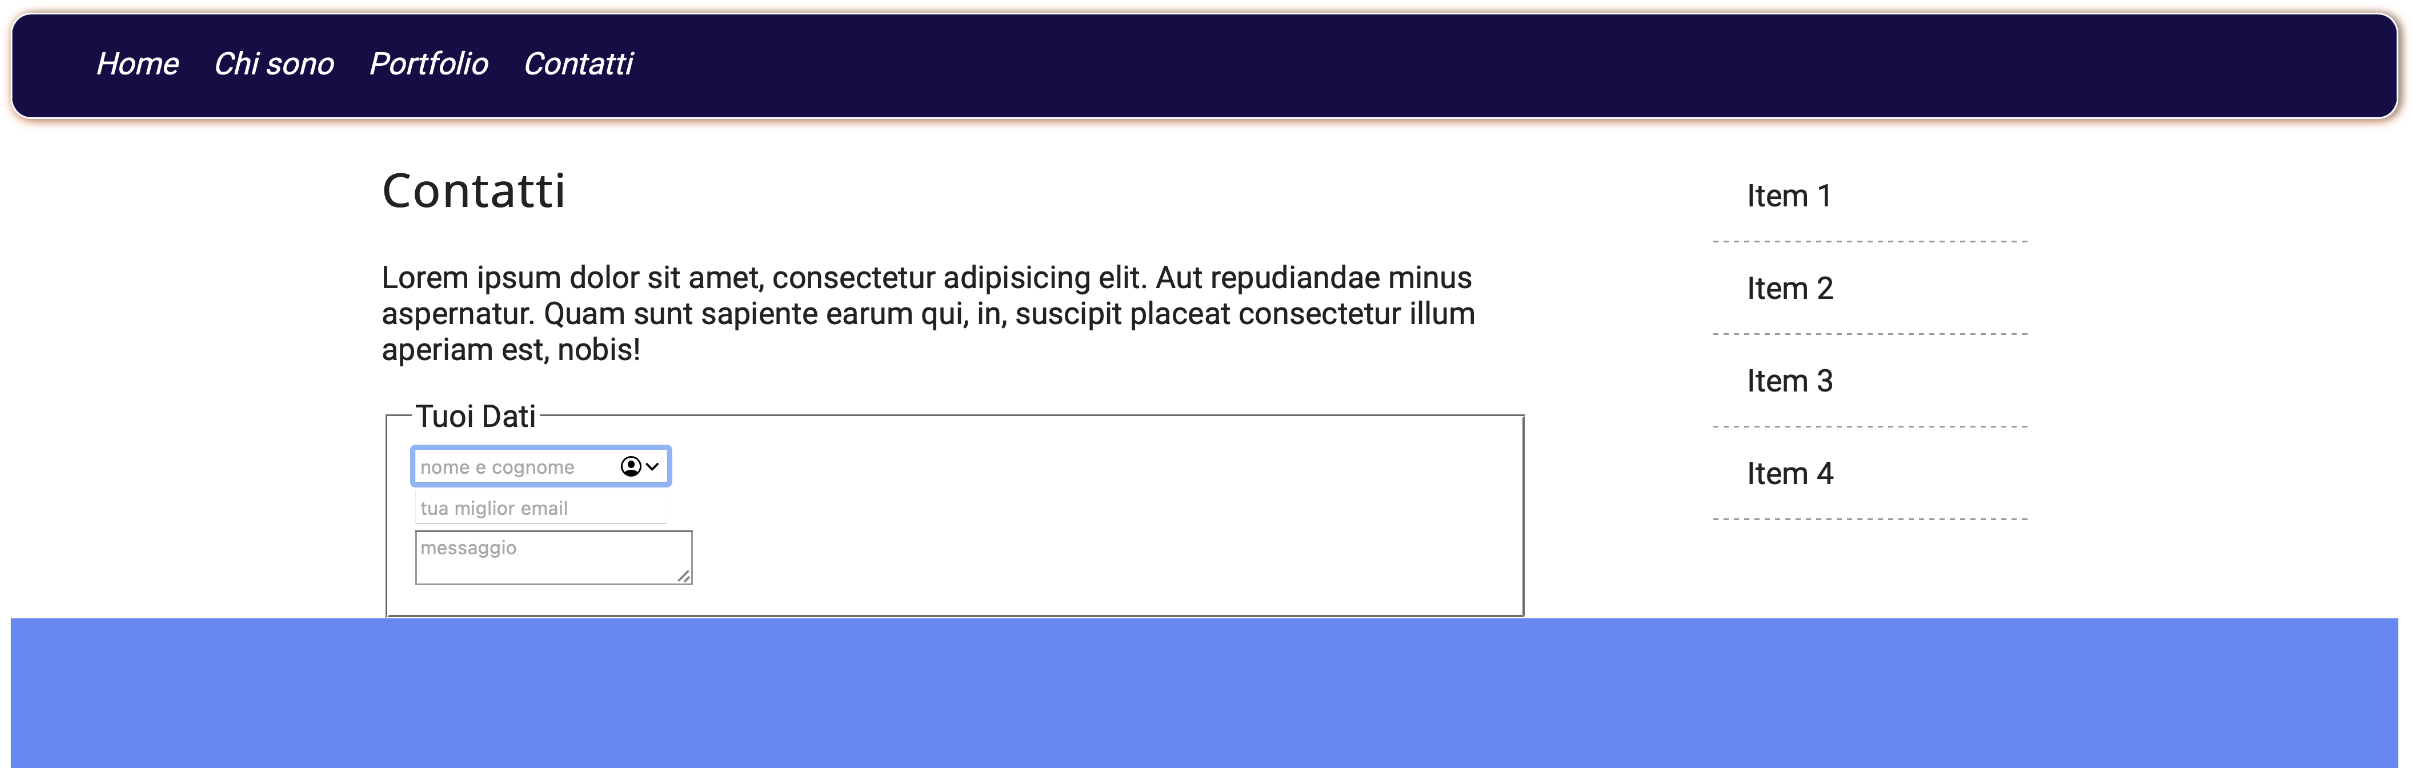 Home Chi sono Portfolio Contatti
Contatti
Lorem ipsum dolor sit amet, consectetur adipisicing elit. Aut repudiandae minus
aspernatur. Quam sunt sapiente earum qui, in, suscipit placeat consectetur illum
aperiam est, nobis!
Tuoi Dati
nome e cognome
tua miglior email
messaggio
Item 1
Item 2
Item 3
Item 4